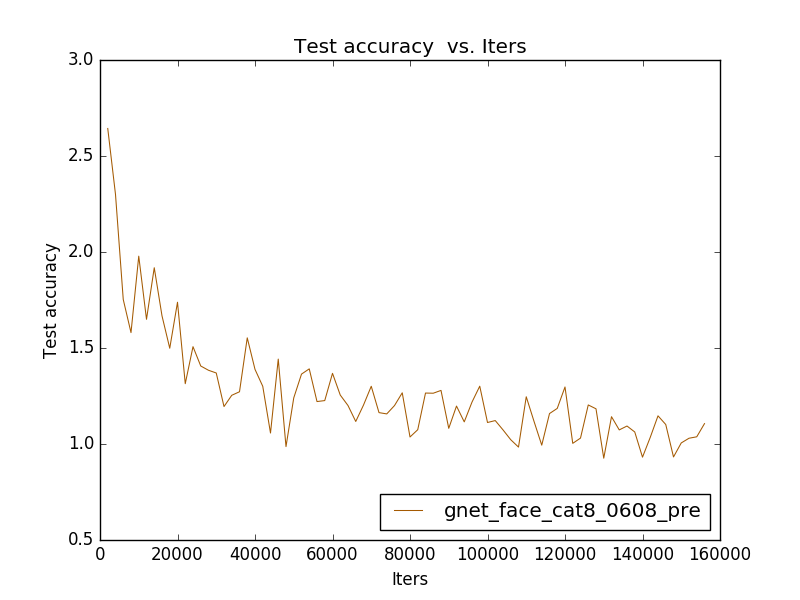 Test accuracy  vs. Iters
3.0
2.5
2.0
1.5
1.0
0.5
Test accuracy
gnet_face_cat8_0608_pre
0 20000 40000 60000 80000 100000 120000 140000 160000
Iters